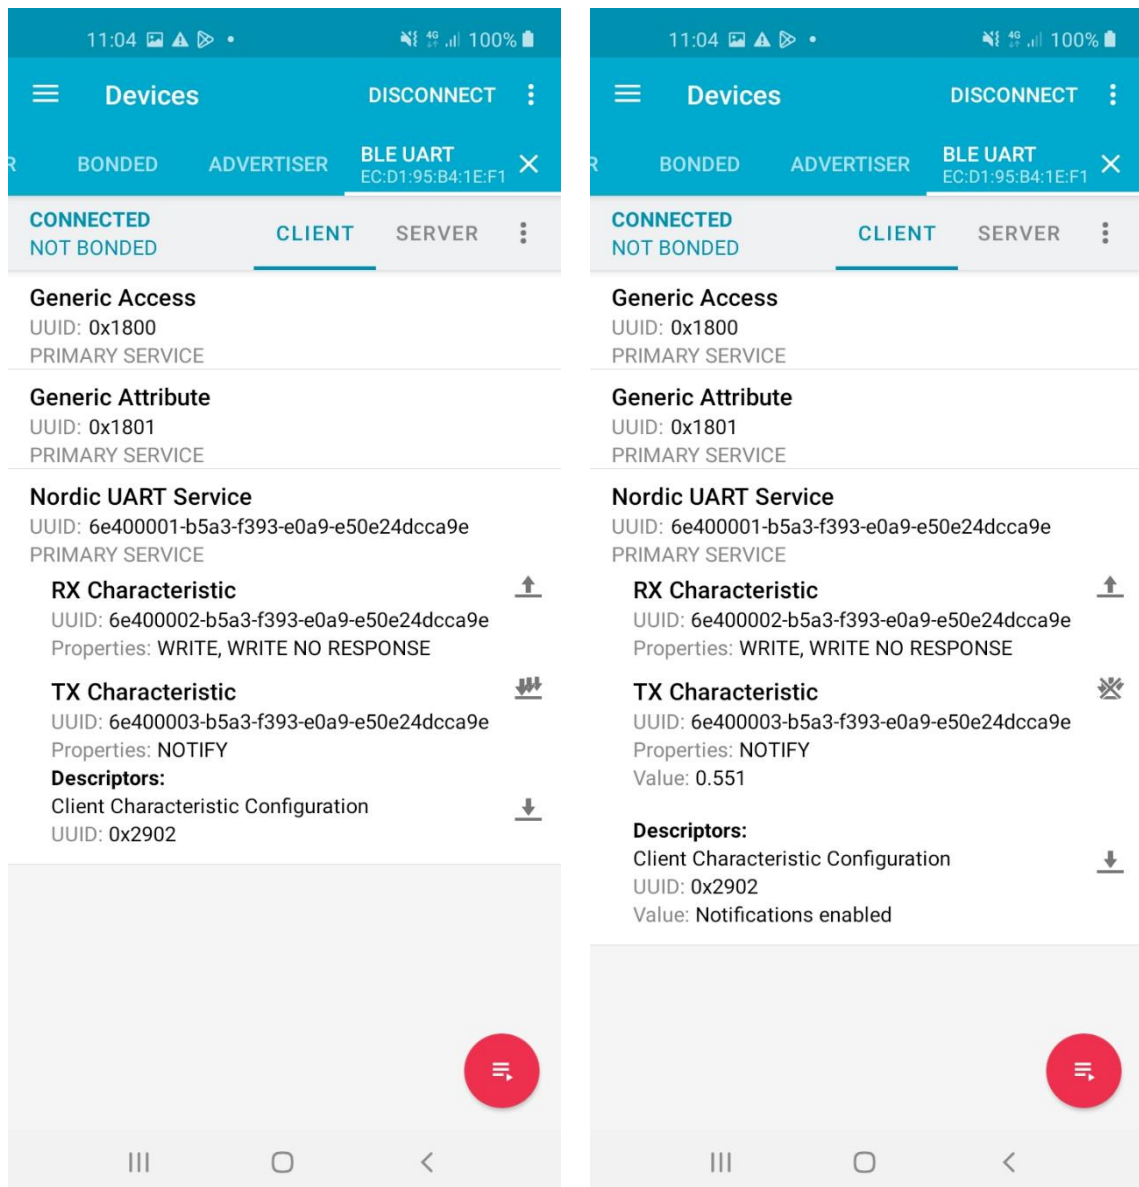 11:04 4G 100%
Devices DISCONNECT
R BONDED ADVERTISER BLE UART
EC:D1:95:B4:1E:F1
CONNECTED
NOT BONDED
CLIENT SERVER
Generic Access
UUID: 0x1800
PRIMARY SERVICE
Generic Attribute
UUID: 0x1801
PRIMARY SERVICE
Nordic UART Service
UUID: 6e400001-b5a3-f393-e0a9-e50e24dcca9e
PRIMARY SERVICE
RX Characteristic
UUID: 6e400002-b5a3-f393-e0a9-e50e24dcca9e
Properties: WRITE, WRITE NO RESPONSE
TX Characteristic
UUID: 6e400003-b5a3-f393-e0a9-e50e24dcca9e
Properties: NOTIFY
Descriptors:
Client Characteristic Configuration
UUID: 0x2902
11:04 4G 100%
Devices DISCONNECT
R BONDED ADVERTISER BLE UART
EC:D1:95:B4:1E:F1
CONNECTED
NOT BONDED
CLIENT SERVER
Generic Access
UUID: 0x1800
PRIMARY SERVICE
Generic Attribute
UUID: 0x1801
PRIMARY SERVICE
Nordic UART Service
UUID: 6e400001-b5a3-f393-e0a9-e50e24dcca9e
PRIMARY SERVICE
RX Characteristic
UUID: 6e400002-b5a3-f393-e0a9-e50e24dcca9e
Properties: WRITE, WRITE NO RESPONSE
TX Characteristic
UUID: 6e400003-b5a3-f393-e0a9-e50e24dcca9e
Properties: NOTIFY
Value: 0.551
Descriptors:
Client Characteristic Configuration
UUID: 0x2902
Value: Notifications enabled